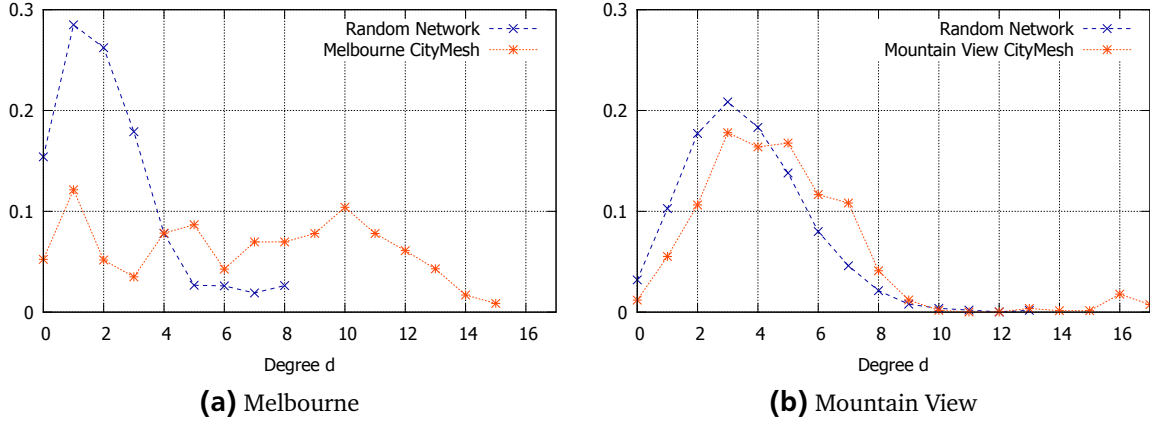 0.3
0.2
0.1
0
Random Network
Melbourne CityMesh
0 2 4 6 8 10 12 14 16
Degree d
(a) Melbourne
0.3
0.2
0.1
0
Random Network
Mountain View CityMesh
0 2 4 6 8 10 12 14 16
Degree d
(b) Mountain View